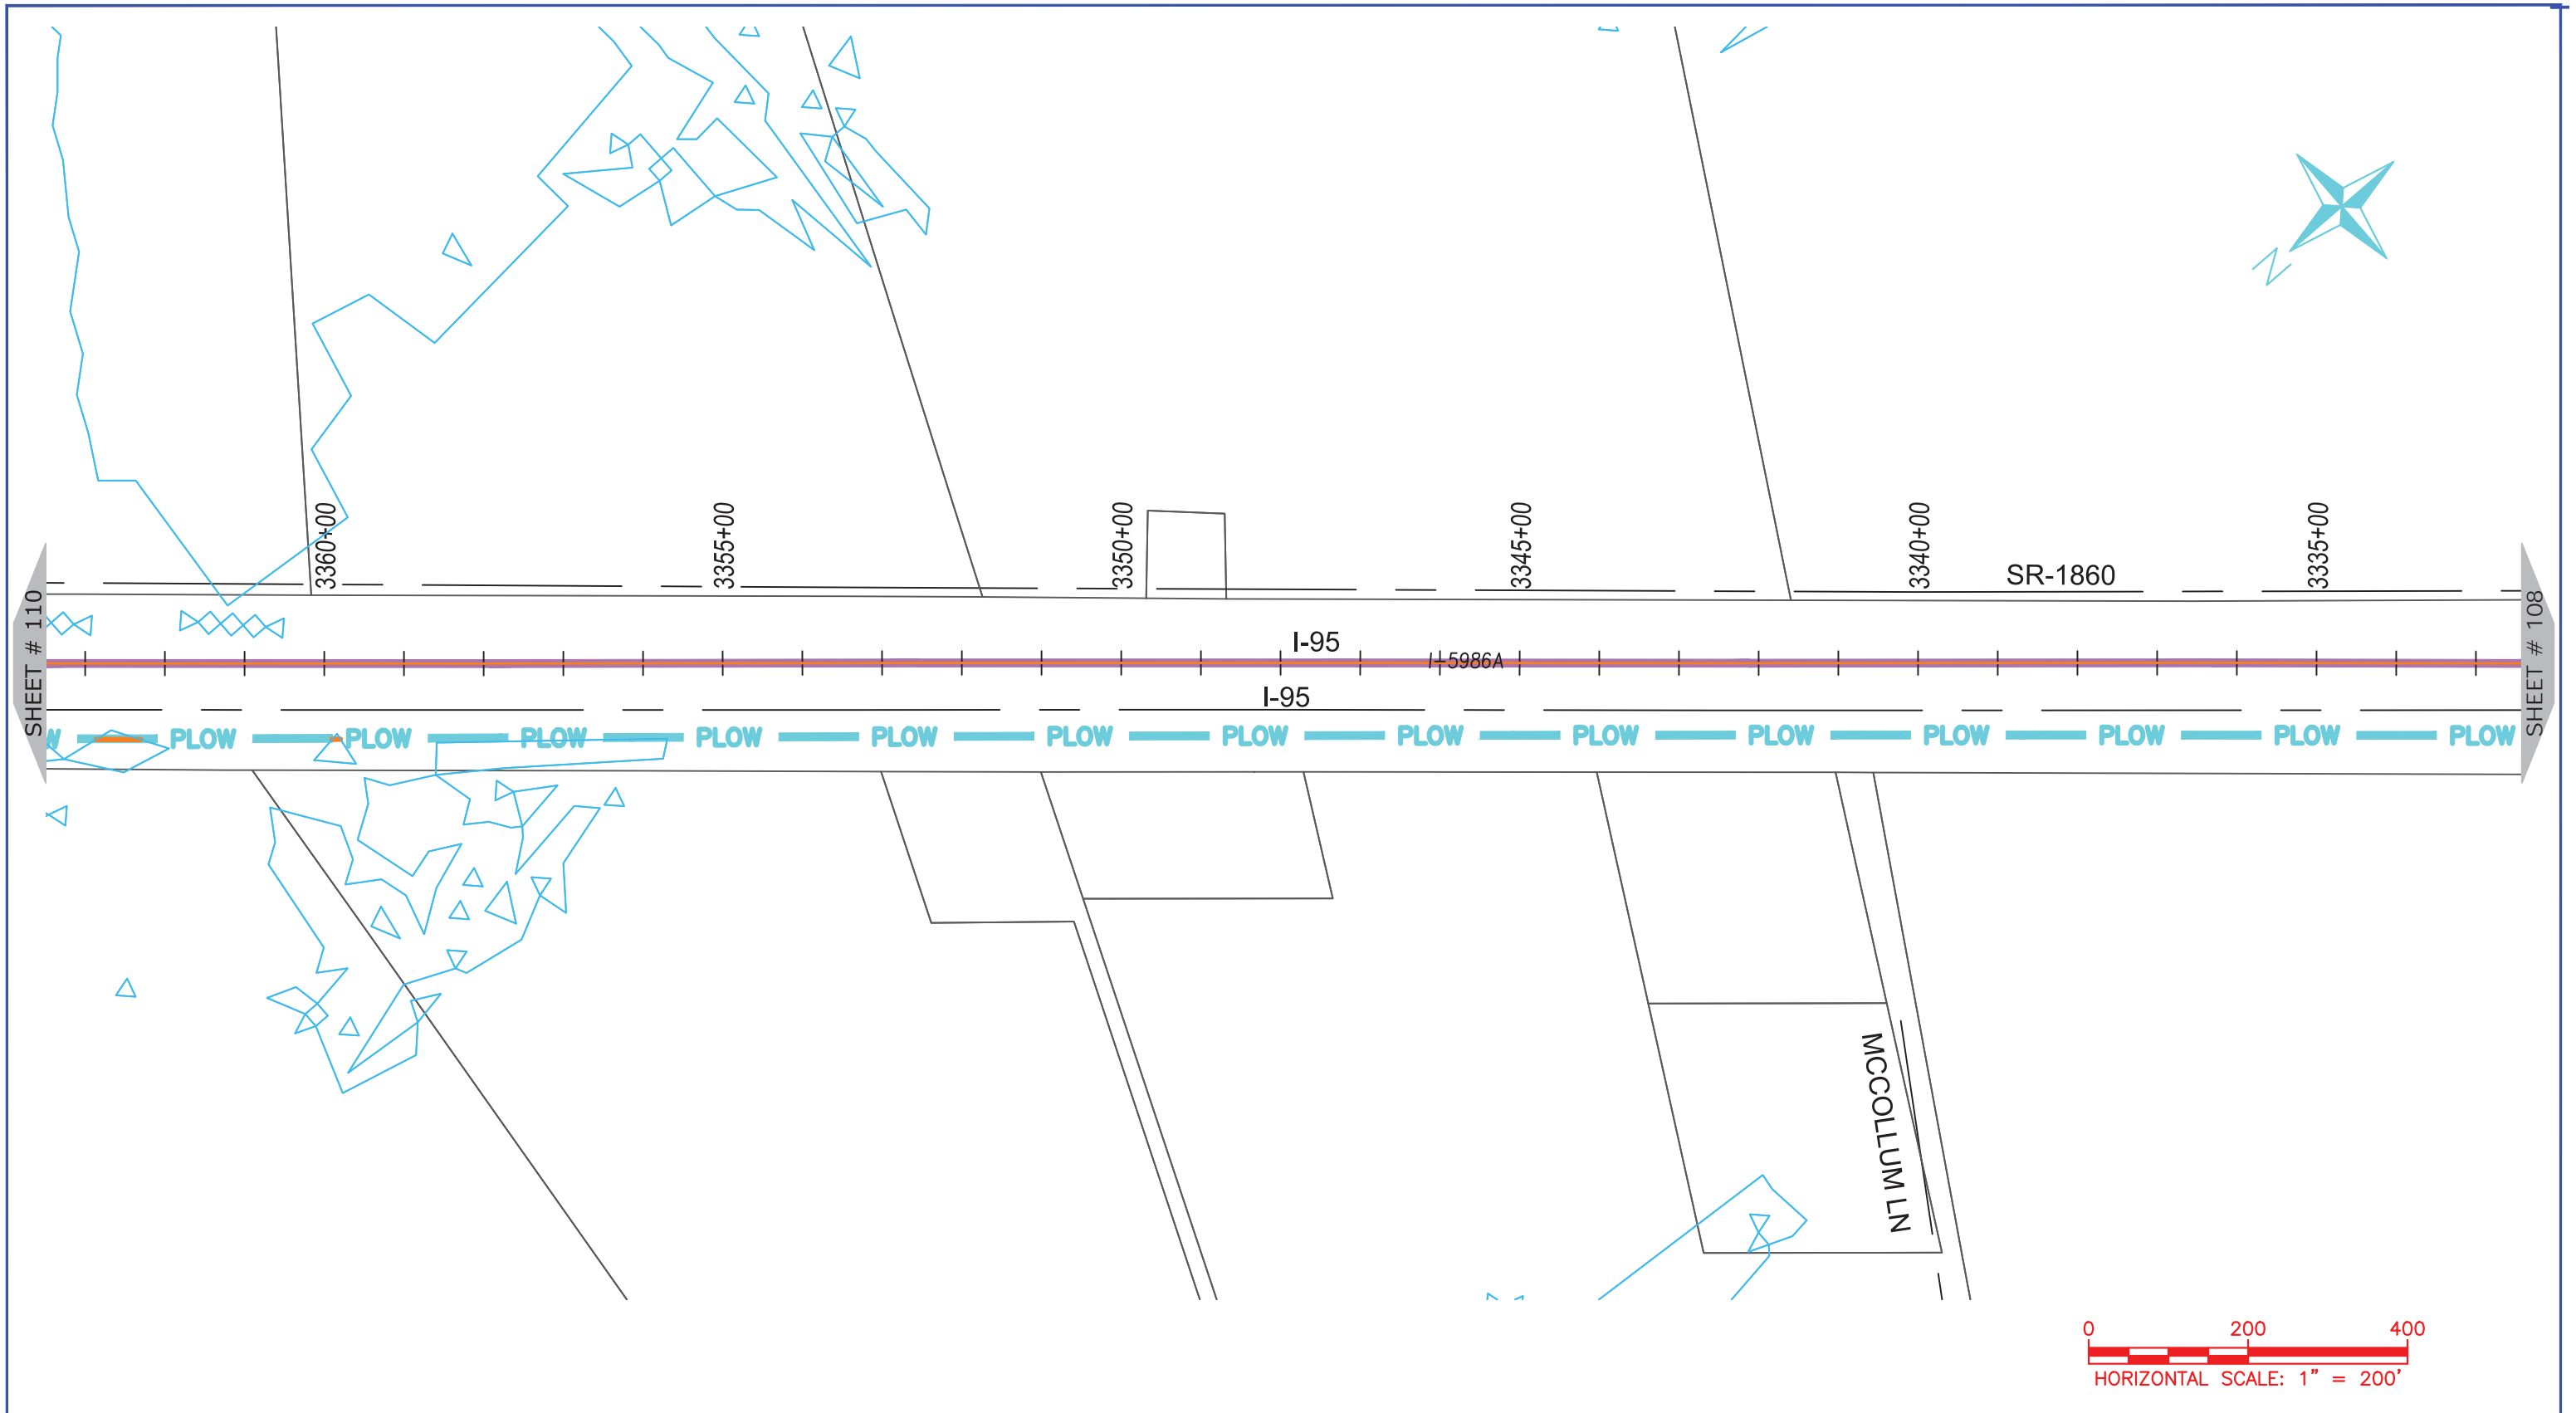 N
3360+00
3355+00
3350+00
3345+00
3340+00
3335+00
SR-1860
SHEET # 110
SHEET # 108
I-95
I-5986A
I-95
W PLOW PLOW PLOW PLOW PLOW PLOW PLOW PLOW PLOW PLOW PLOW PLOW PLOW PLOW
MCCOLLUM LN
0 200 400
HORIZONTAL SCALE: 1" = 200'